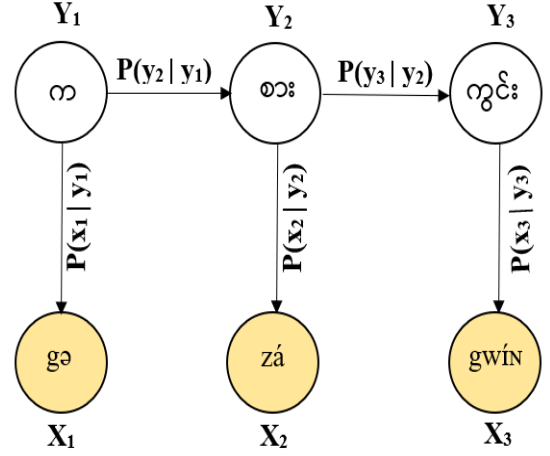 Y₁ Y₂ Y₃
P(y₂ | y₁) P(y₃ | y₂)
က စား ကွင်း
P(x₁ | y₁) P(x₂ | y₂) P(x₃ | y₃)
gə zá gwíɴ
X₁ X₂ X₃